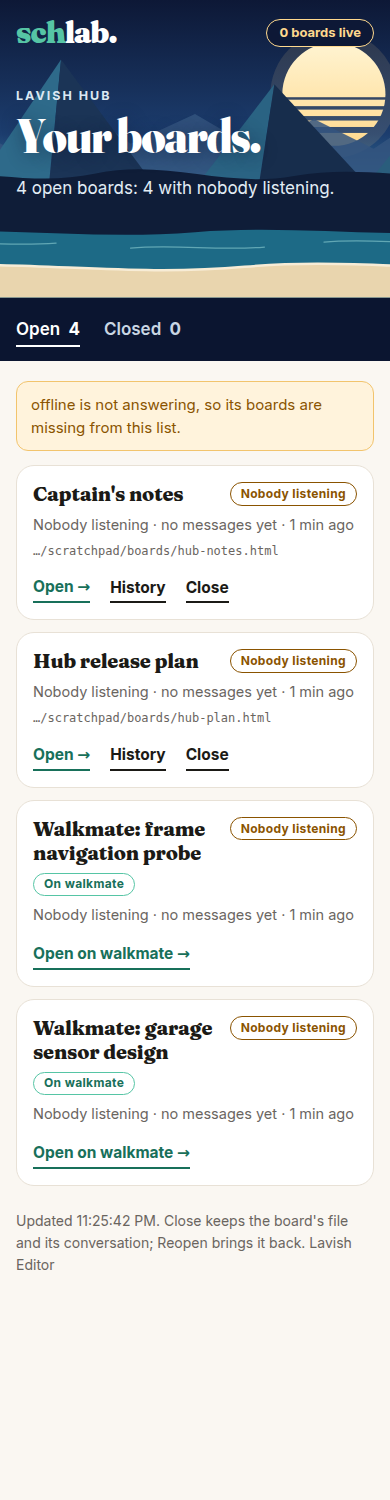 schlab.
0 boards live
LAVISH HUB
Your boards.
4 open boards: 4 with nobody listening.
Open 4
Closed 0
offline is not answering, so its boards are
missing from this list.
Captain's notes
Nobody listening
Nobody listening · no messages yet · 1 min ago
…/scratchpad/boards/hub-notes.html
Open →
History
Close
Hub release plan
Nobody listening
Nobody listening · no messages yet · 1 min ago
…/scratchpad/boards/hub-plan.html
Open →
History
Close
Walkmate: frame
navigation probe
Nobody listening
On walkmate
Nobody listening · no messages yet · 1 min ago
Open on walkmate →
Walkmate: garage
sensor design
Nobody listening
On walkmate
Nobody listening · no messages yet · 1 min ago
Open on walkmate →
Updated 11:25:42 PM. Close keeps the board's file
and its conversation; Reopen brings it back. Lavish
Editor